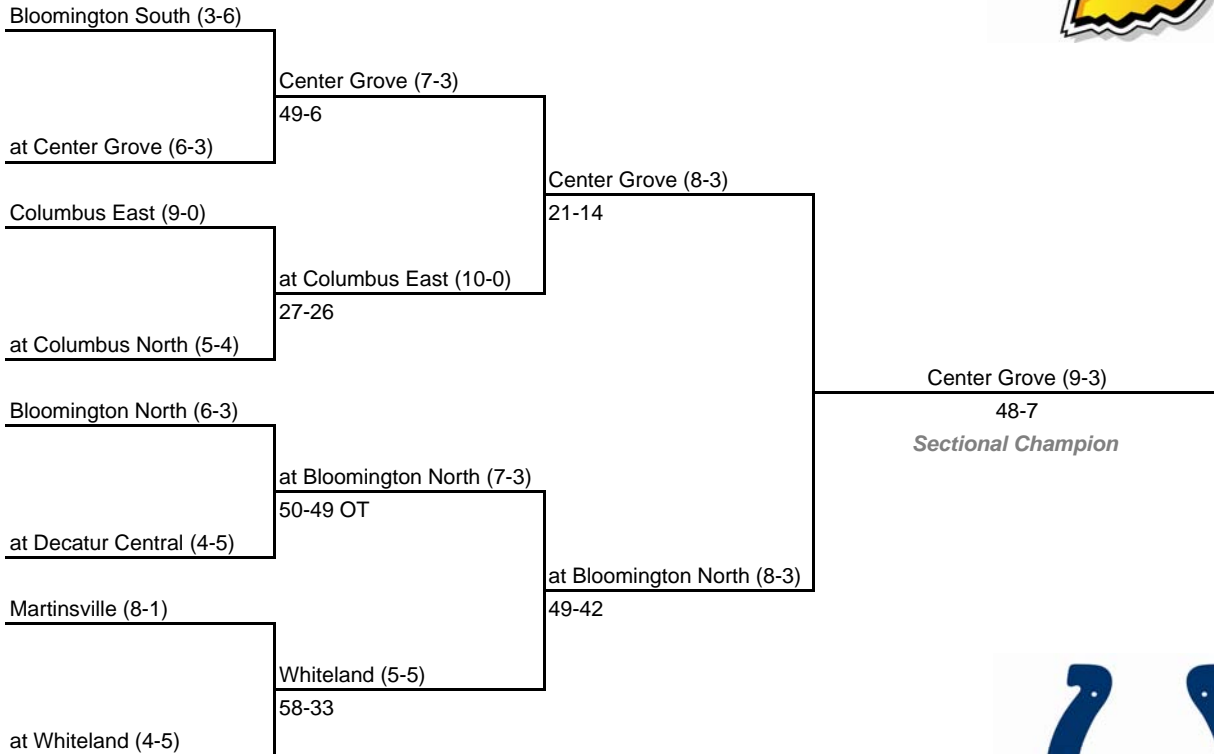 Bloomington South (3-6)
Center Grove (7-3)
49-6
at Center Grove (6-3)
Center Grove (8-3)
21-14
Columbus East (9-0)
at Columbus East (10-0)
27-26
at Columbus North (5-4)
Center Grove (9-3)
48-7
Sectional Champion
Bloomington North (6-3)
at Bloomington North (7-3)
50-49 OT
at Decatur Central (4-5)
at Bloomington North (8-3)
49-42
Martinsville (8-1)
Whiteland (5-5)
58-33
at Whiteland (4-5)